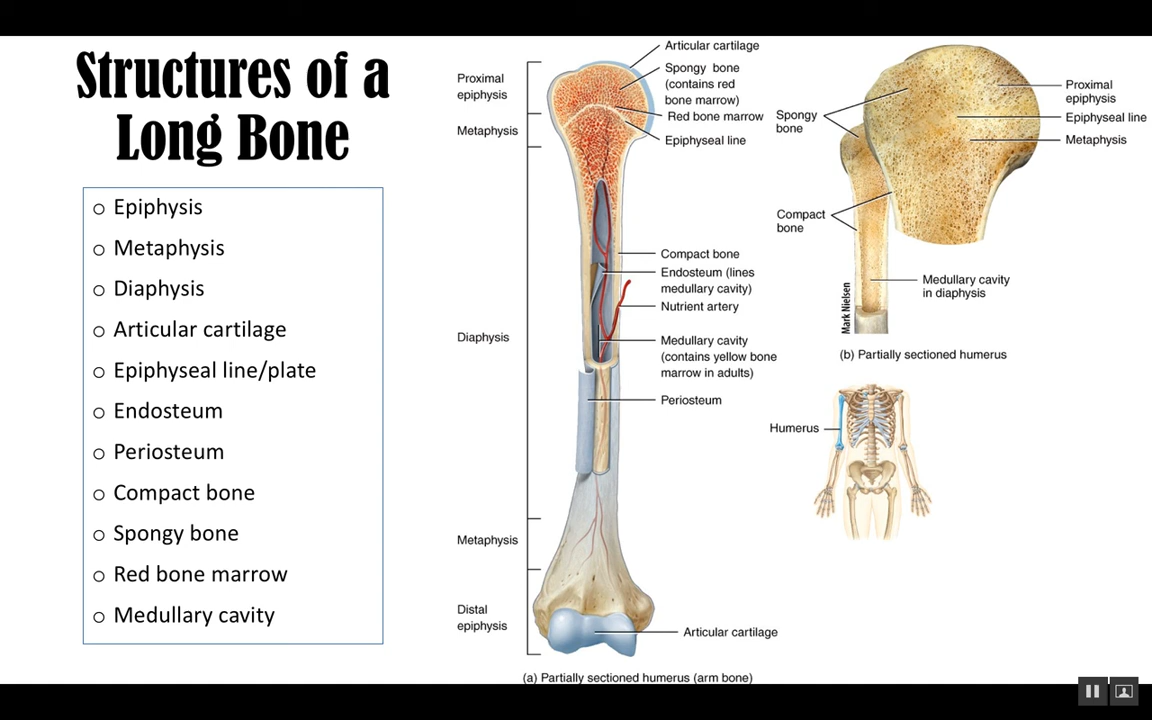 Structures of a
Long Bone
○ Epiphysis
○ Metaphysis
○ Diaphysis
○ Articular cartilage
○ Epiphyseal line/plate
○ Endosteum
○ Periosteum
○ Compact bone
○ Spongy bone
○ Red bone marrow
○ Medullary cavity
Proximal
epiphysis
Metaphysis
Diaphysis
Metaphysis
Distal
epiphysis
Articular cartilage
Spongy bone
(contains red
bone marrow)
Red bone marrow
Epiphyseal line
Compact bone
Endosteum (lines
medullary cavity)
Nutrient artery
Medullary cavity
(contains yellow bone
marrow in adults)
Periosteum
Articular cartilage
(a) Partially sectioned humerus (arm bone)
Spongy
bone
Compact
bone
Proximal
epiphysis
Epiphyseal line
Metaphysis
Medullary cavity
in diaphysis
Mark Nielsen
(b) Partially sectioned humerus
Humerus